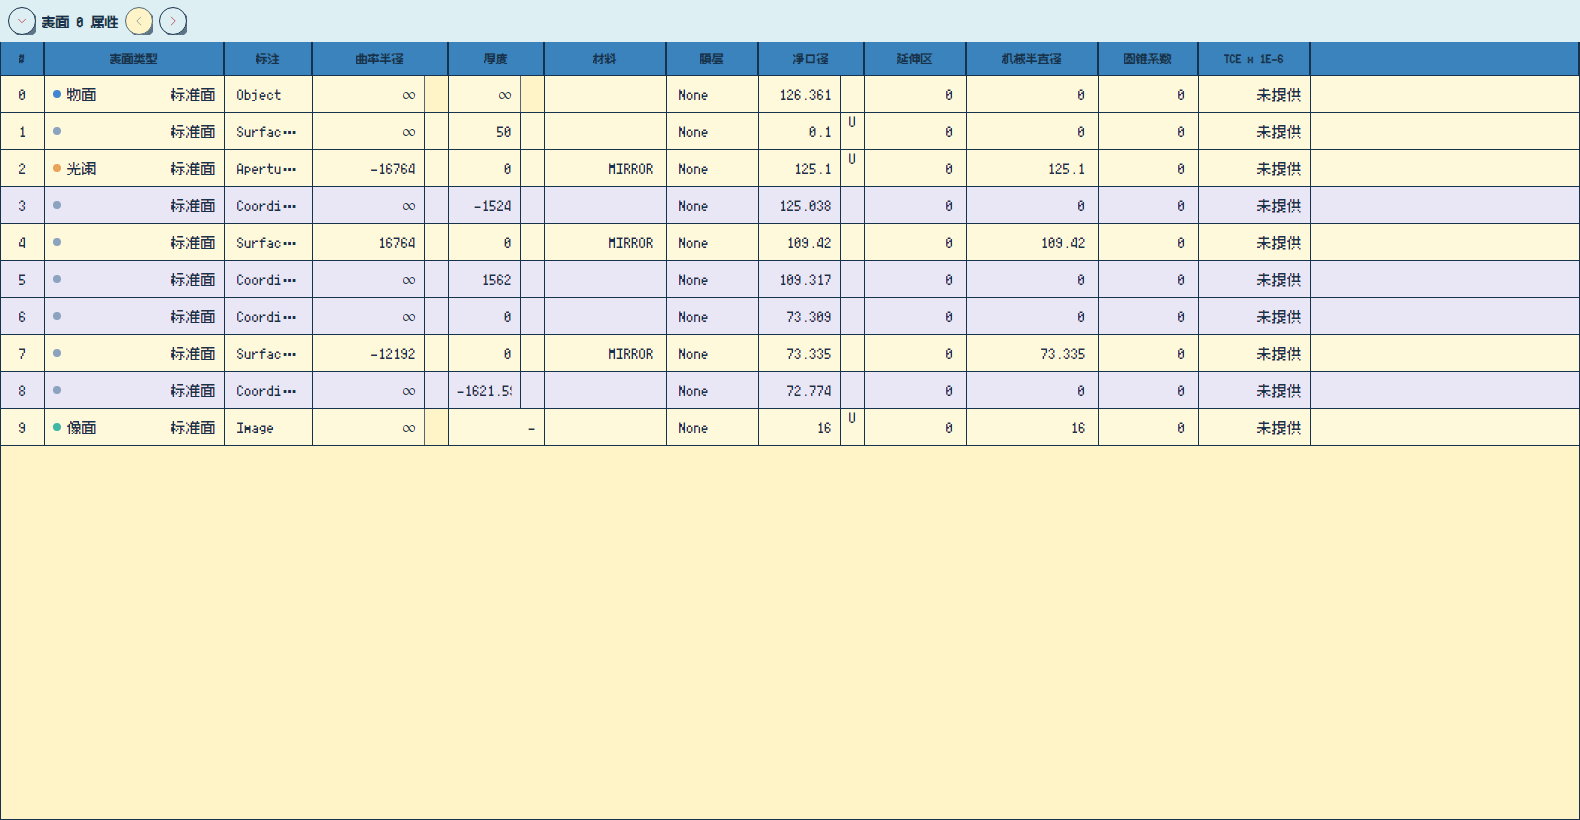 表面 0 属性
# 表面类型 标注 曲率半径 厚度 材料 膜层 净口径 延伸区 机械半直径 圆锥系数 TCE x 1E-6
0 物面 标准面 Object ∞ ∞ None 126.361 0 0 0 未提供
1 标准面 Surfac… ∞ 50 None 0.1 U 0 0 0 未提供
2 光阑 标准面 Apertu… -16764 0 MIRROR None 125.1 U 0 125.1 0 未提供
3 标准面 Coordi… ∞ -1524 None 125.038 0 0 0 未提供
4 标准面 Surfac… 16764 0 MIRROR None 109.42 0 109.42 0 未提供
5 标准面 Coordi… ∞ 1562 None 109.317 0 0 0 未提供
6 标准面 Coordi… ∞ 0 None 73.309 0 0 0 未提供
7 标准面 Surfac… -12192 0 MIRROR None 73.335 0 73.335 0 未提供
8 标准面 Coordi… ∞ -1621.5 None 72.774 0 0 0 未提供
9 像面 标准面 Image ∞ - None 16 U 0 16 0 未提供